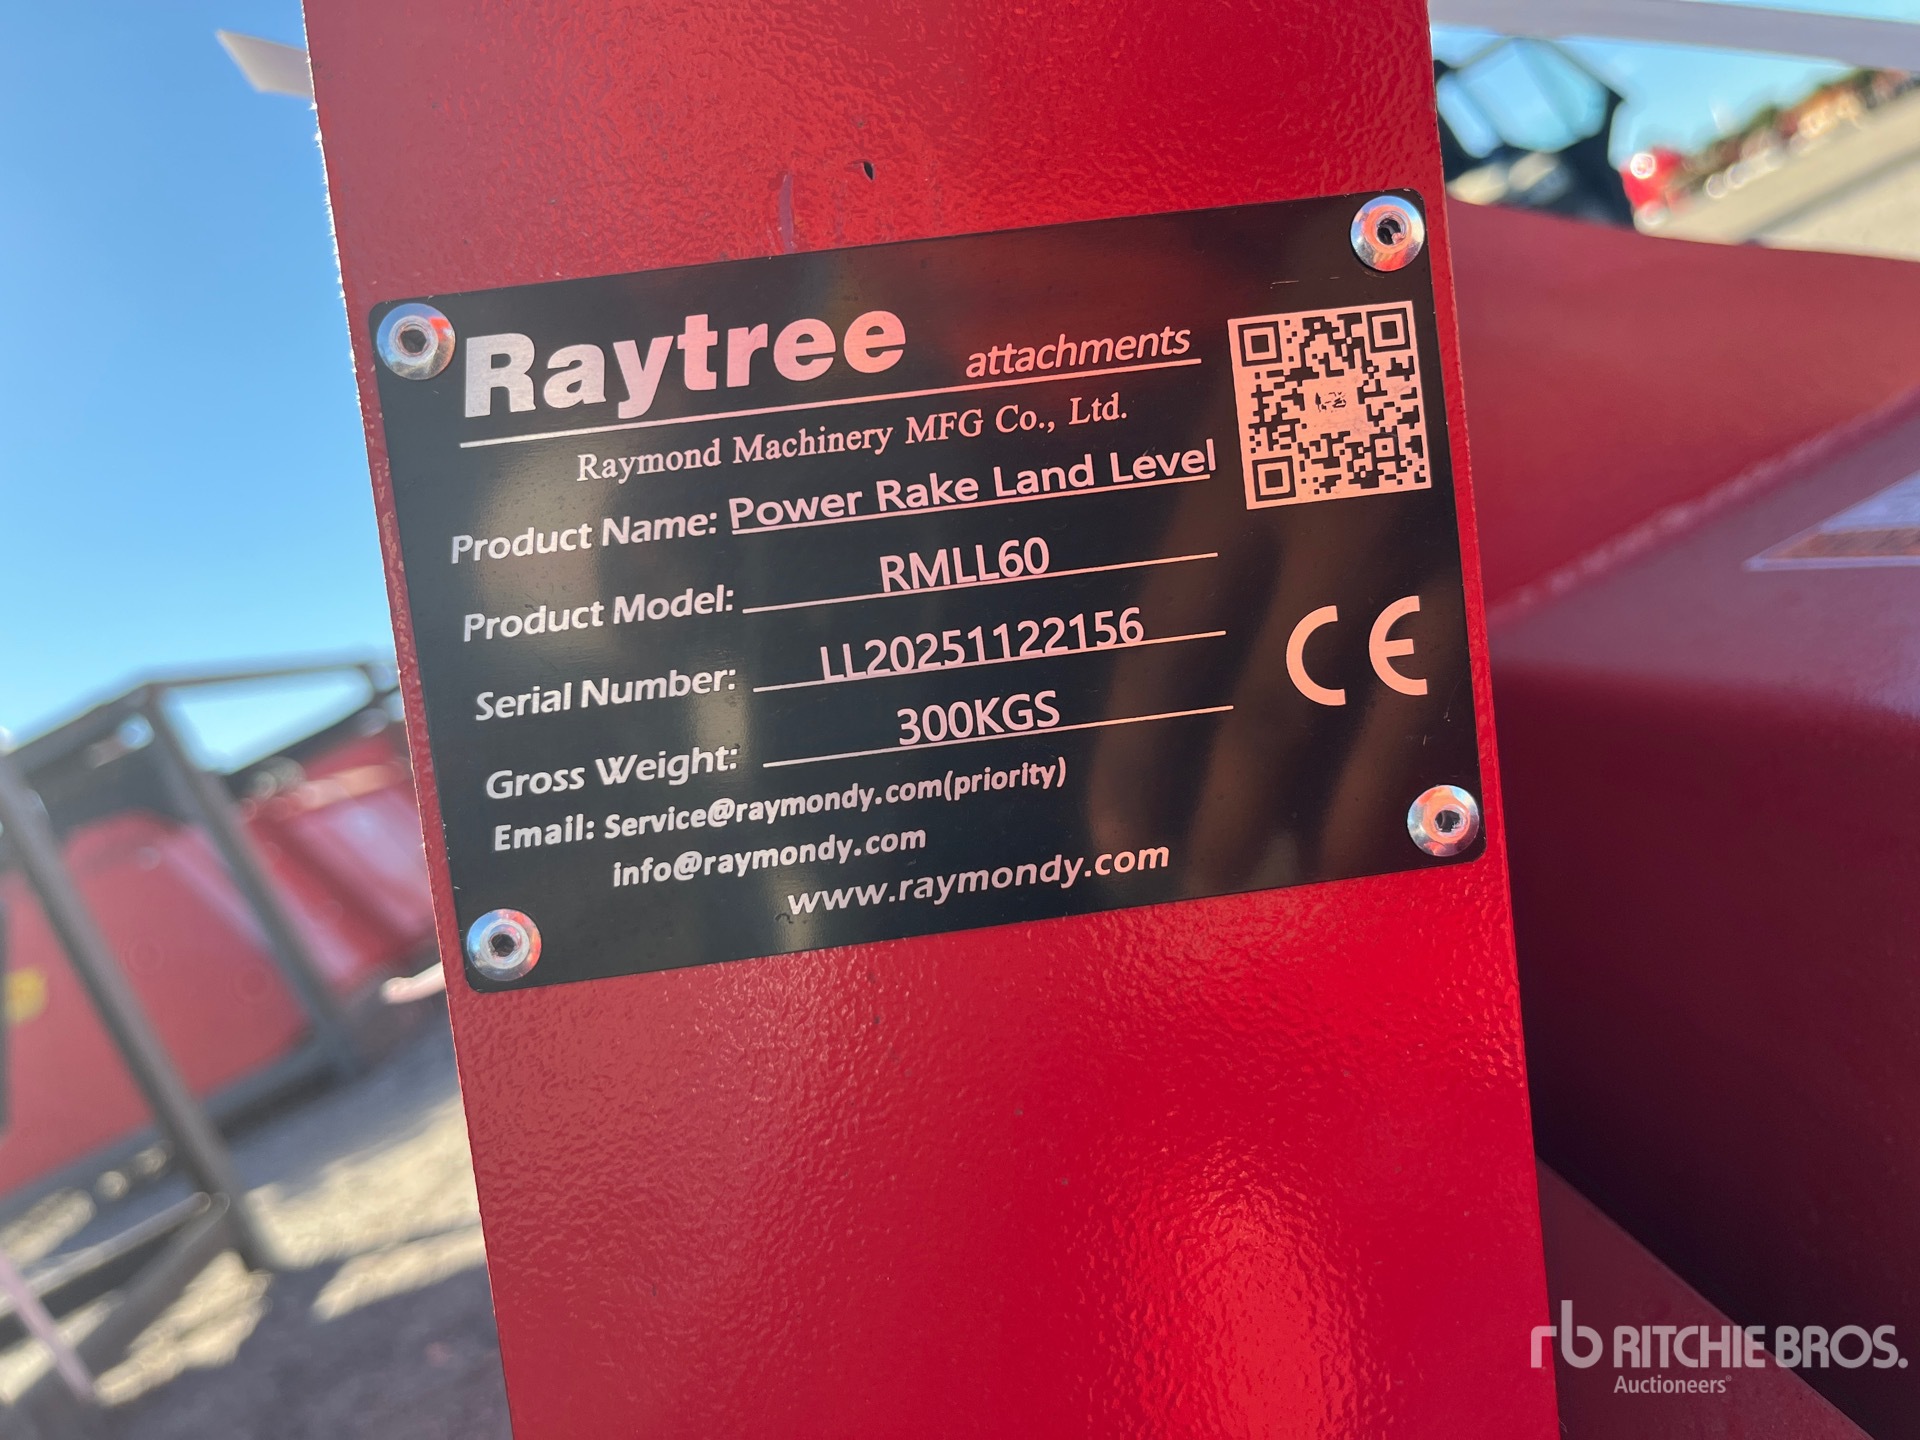 Raytree attachments
Raymond Machinery MFG Co., Ltd.
Product Name: Power Rake Land Level
Product Model: RMLL60
Serial Number: LL20251122156
Gross Weight: 300KGS
Email: Service@raymondy.com(priority)
info@raymondy.com
www.raymondy.com
CE
rb RITCHIE BROS.
Auctioneers